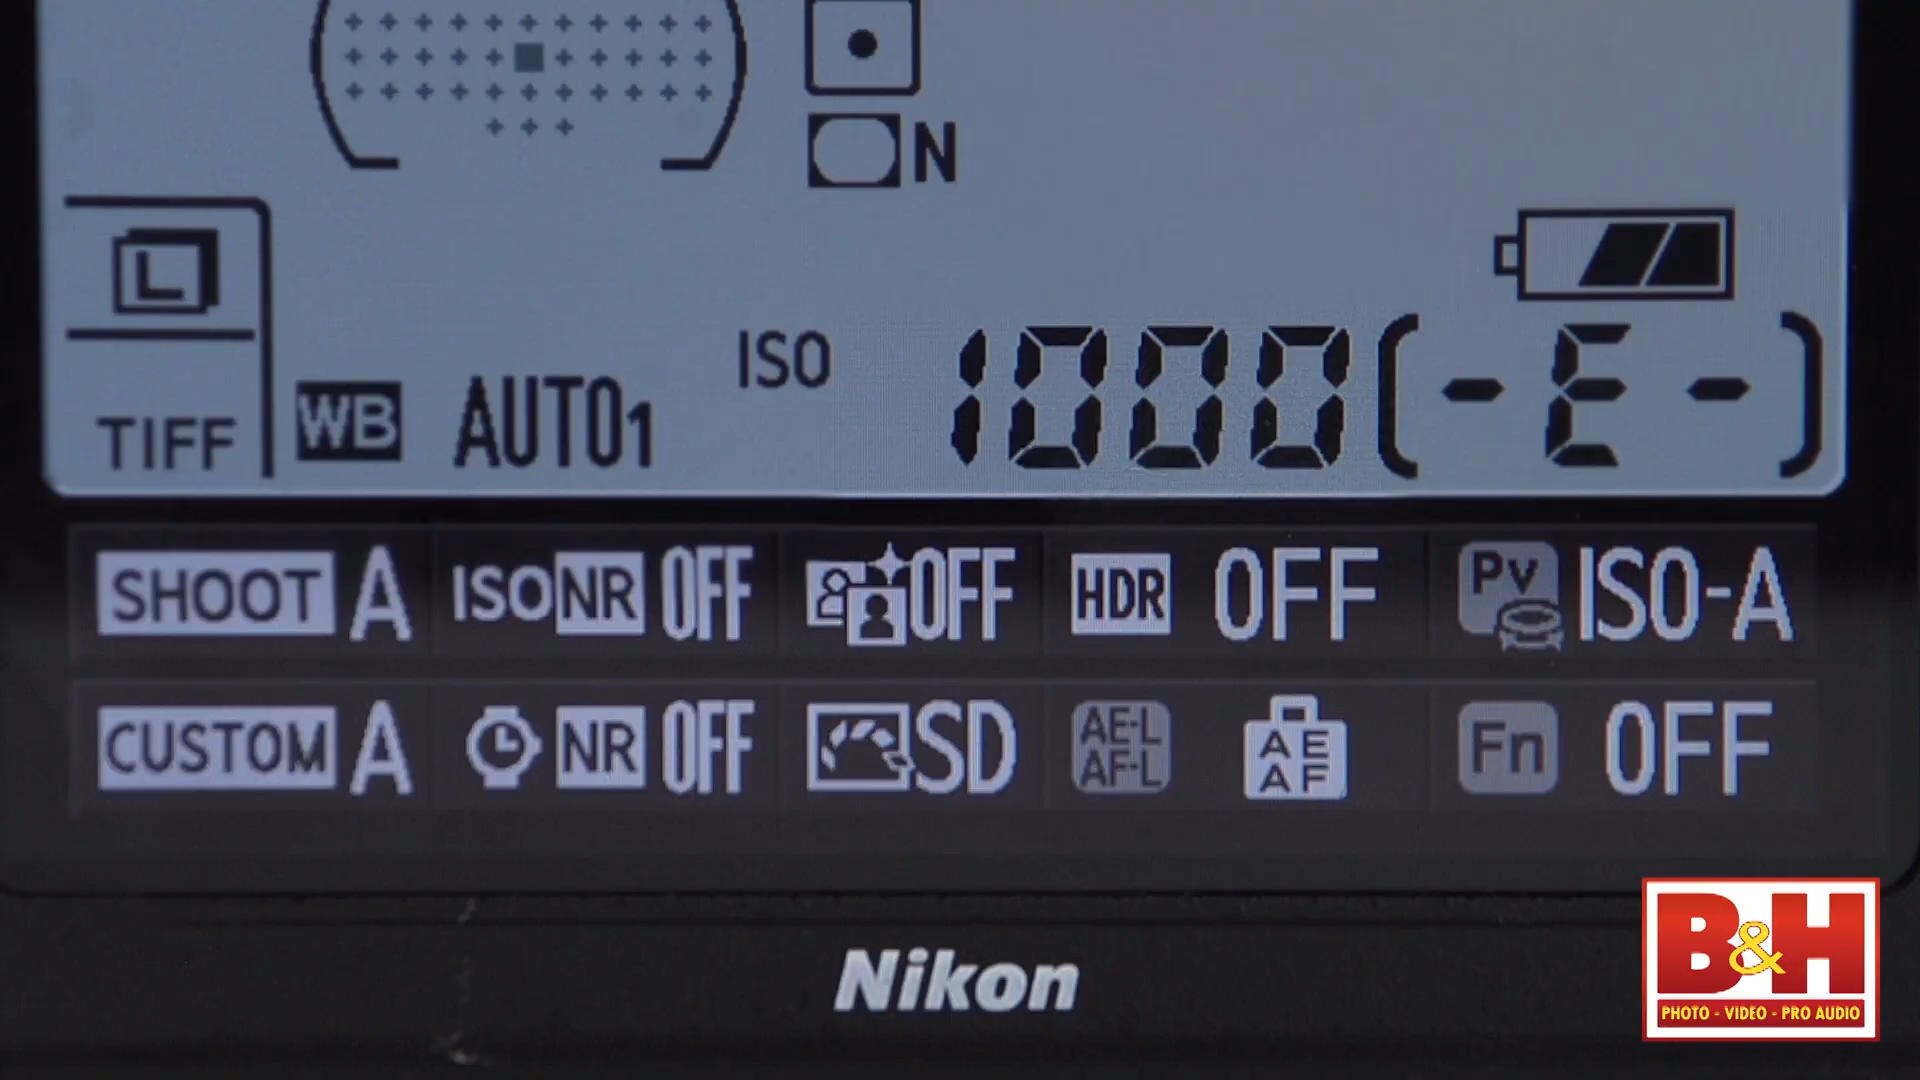 N
L
TIFF
WB AUTO1 ISO 1000 (-E-)
SHOOT A ISO NR OFF OFF HDR OFF Pv ISO-A
CUSTOM A NR OFF SD AE-L AF-L AE AF Fn OFF
Nikon
B&H
PHOTO - VIDEO - PRO AUDIO